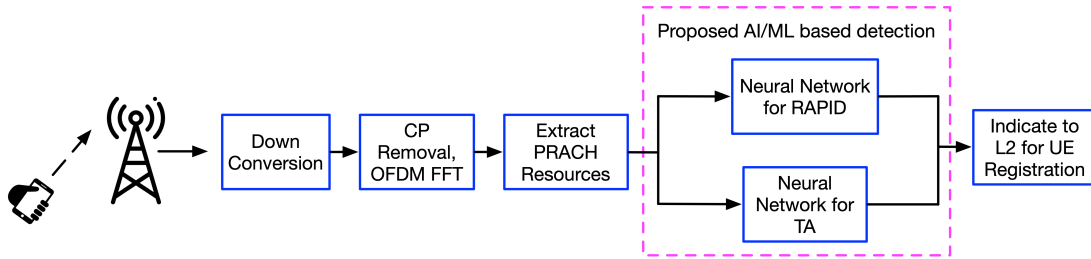 Proposed AI/ML based detection
Down
Conversion
CP
Removal,
OFDM FFT
Extract
PRACH
Resources
Neural Network
for RAPID
Neural
Network for
TA
Indicate to
L2 for UE
Registration